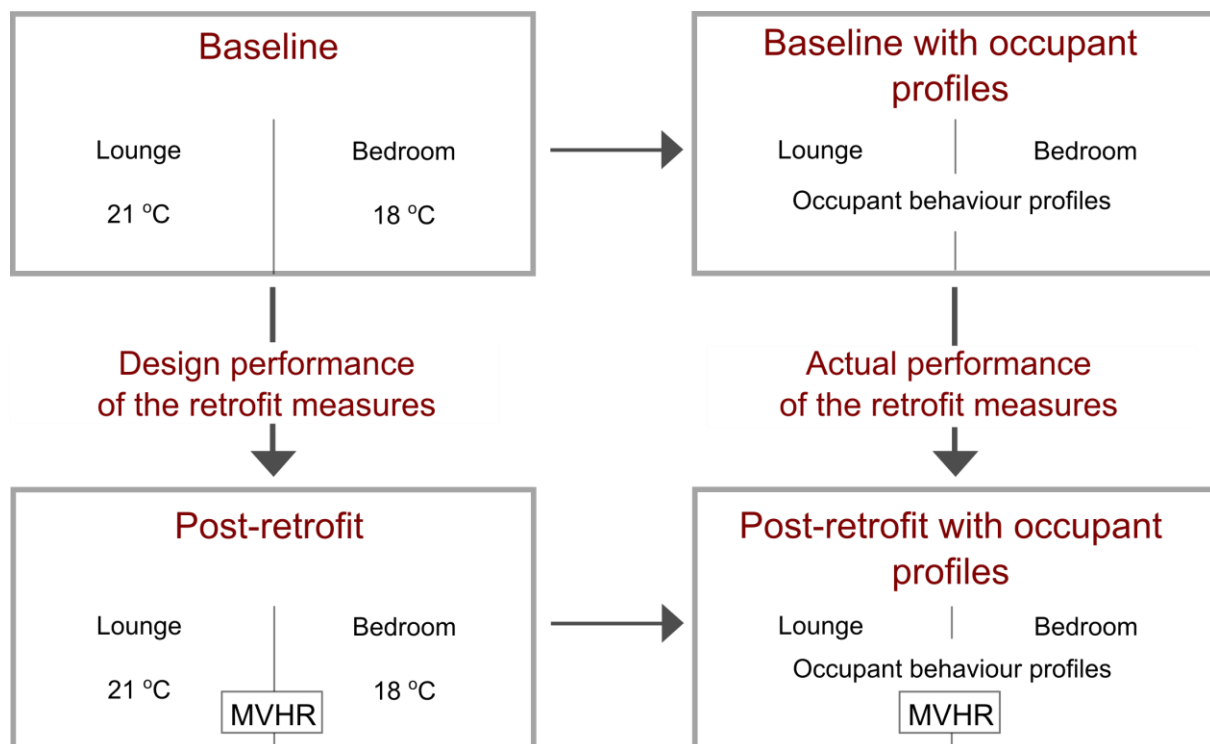 Baseline
Lounge
Bedroom
21 °C
18 °C
Baseline with occupant
profiles
Lounge
Bedroom
Occupant behaviour profiles
Design performance
of the retrofit measures
Actual performance
of the retrofit measures
Post-retrofit
Lounge
Bedroom
21 °C
18 °C
MVHR
Post-retrofit with occupant
profiles
Lounge
Bedroom
Occupant behaviour profiles
MVHR